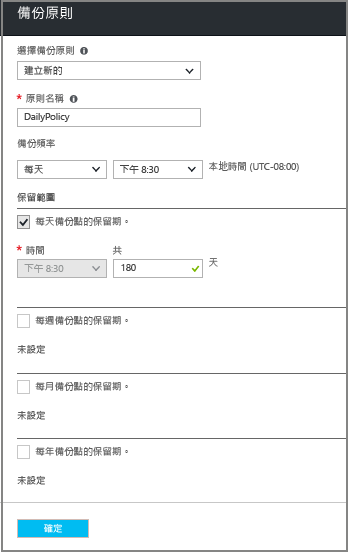 備份原則
選擇備份原則
建立新的
* 原則名稱
DailyPolicy
備份頻率
每天 下午 8:30 本地時間 (UTC-08:00)
保留範圍
每天備份點的保留期。
* 時間 共
下午 8:30 180 天
每週備份點的保留期。
未設定
每月備份點的保留期。
未設定
每年備份點的保留期。
未設定
確定